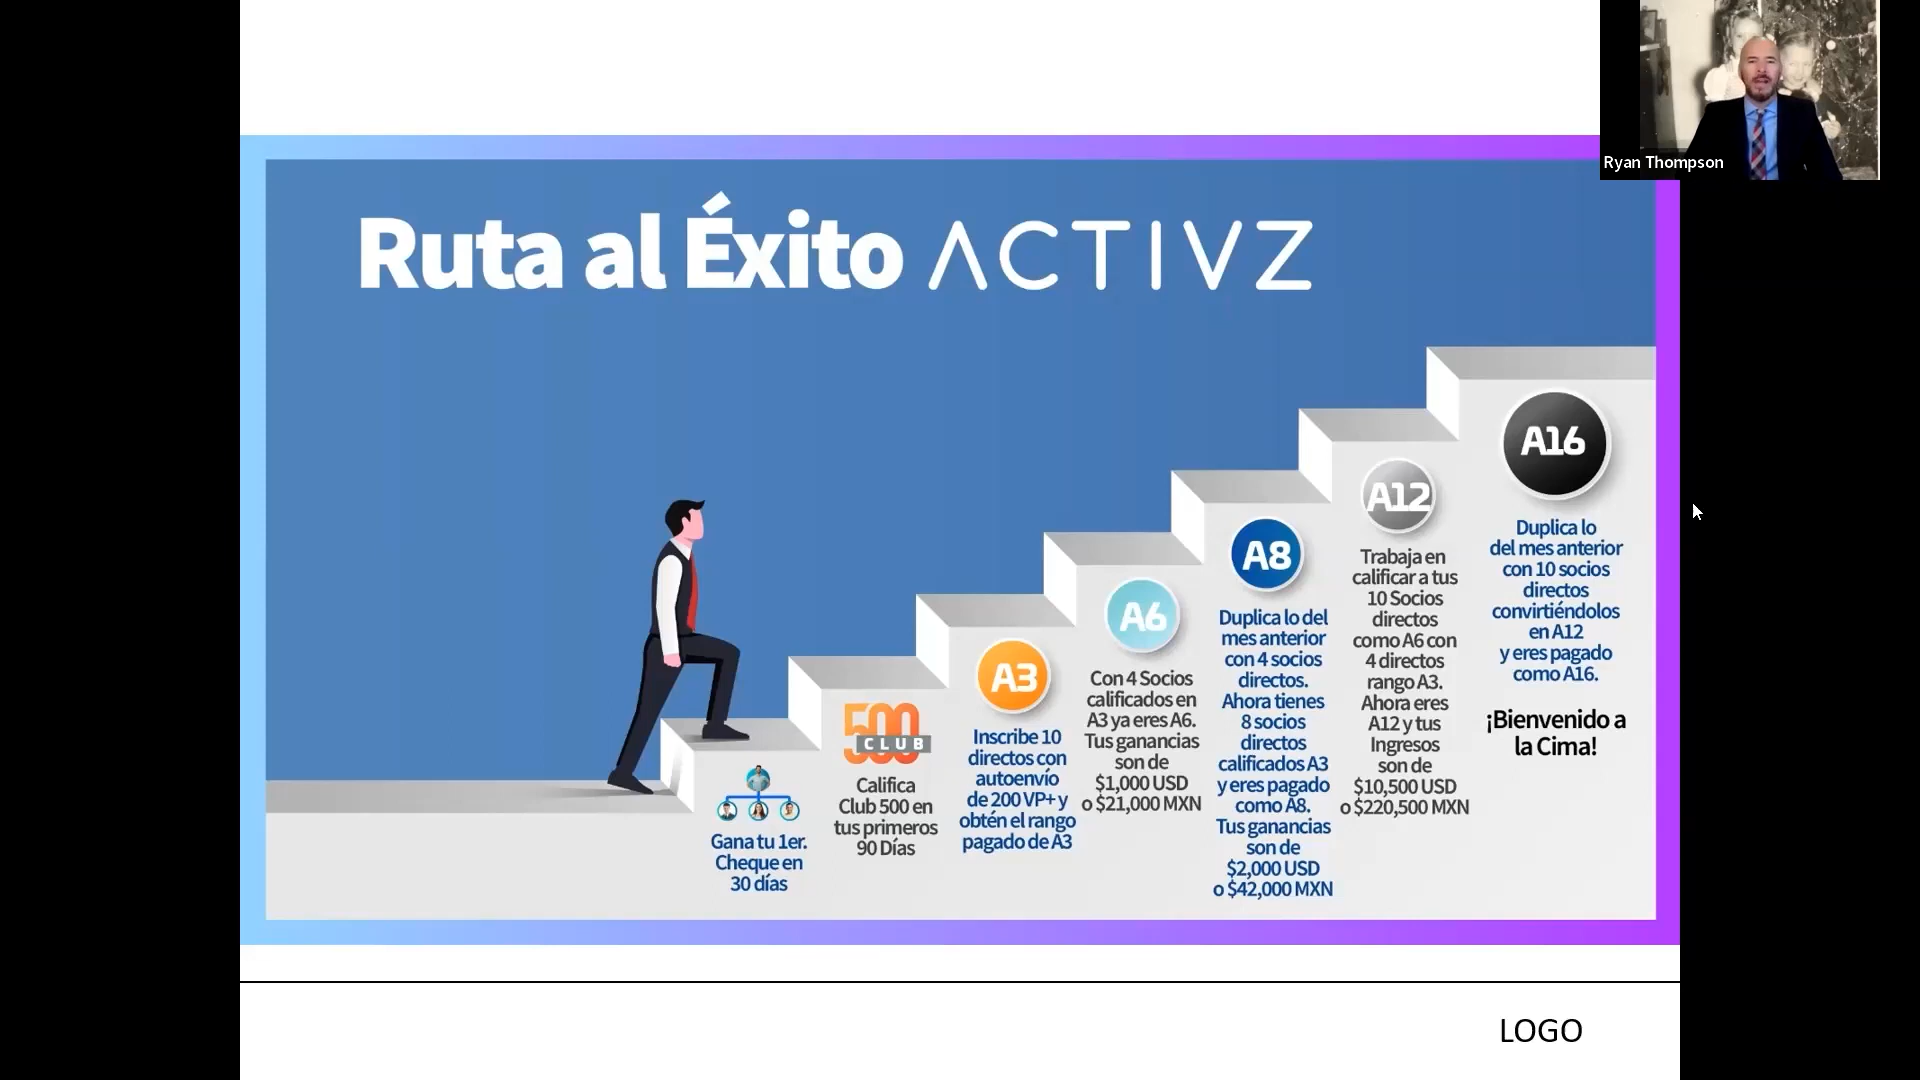 Ryan Thompson
Ruta al Éxito ACTIVZ
Gana tu 1er.
Cheque en
30 días
500
CLUB
Califica
Club 500 en
tus primeros
90 Días
A3
Inscribe 10
directos con
autoenvío
de 200 VP+ y
obtén el rango
pagado de A3
A6
Con 4 Socios
calificados en
A3 ya eres A6.
Tus ganancias
son de
$1,000 USD
o $21,000 MXN
A8
Duplica lo del
mes anterior
con 4 socios
directos.
Ahora tienes
8 socios
directos
calificados A3
y eres pagado
como A8.
Tus ganancias
son de
$2,000 USD
o $42,000 MXN
A12
Trabaja en
calificar a tus
10 Socios
directos
como A6 con
4 directos
rango A3.
Ahora eres
A12 y tus
Ingresos
son de
$10,500 USD
o $220,500 MXN
A16
Duplica lo
del mes anterior
con 10 socios
directos
convirtiéndolos
en A12
y eres pagado
como A16.
¡Bienvenido a
la Cima!
LOGO